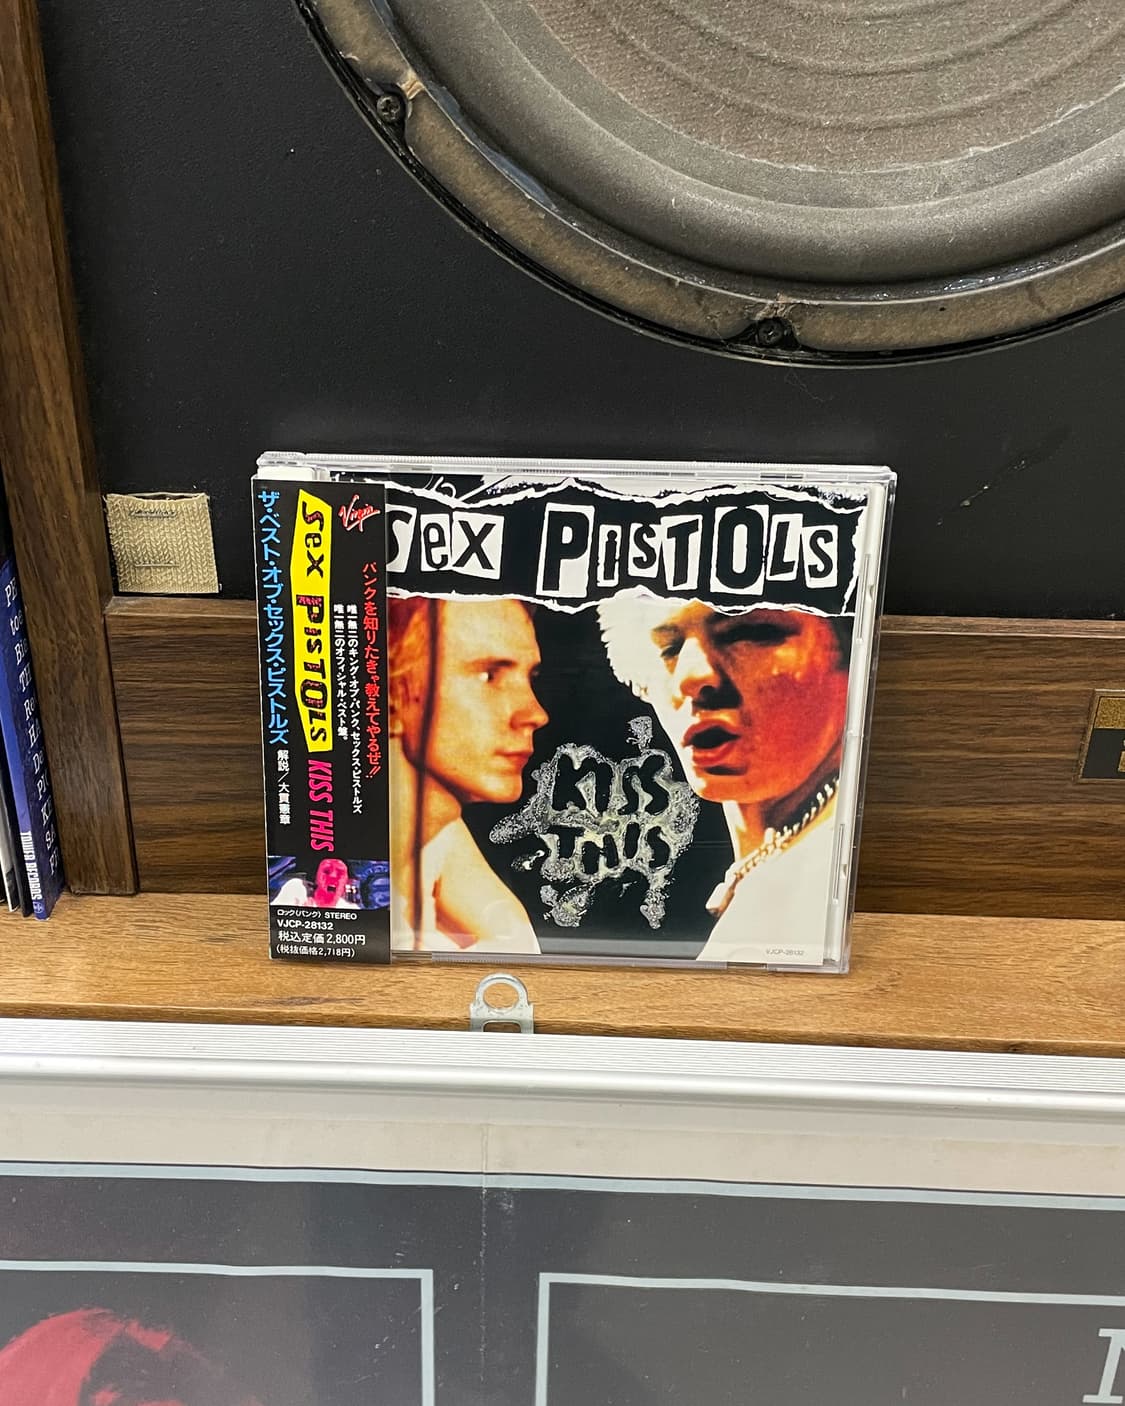 SEX PISTOLS
KISS
THIS
VJCP-28132
Virgin
パンクを知りたきゃ教えてやるぜ!!
唯一無二のキング・オブ・パンク、セックス・ピストルズ
唯一無二のオフィシャル・ベスト盤。
SEX PISTOLS KISS THIS
ザ・ベスト・オブ・セックス・ピストルズ
解説/大貫憲章
ロック(パンク) STEREO
VJCP-28132
税込定価2,800円
(税抜価格2,718円)
TOWER RECORDS